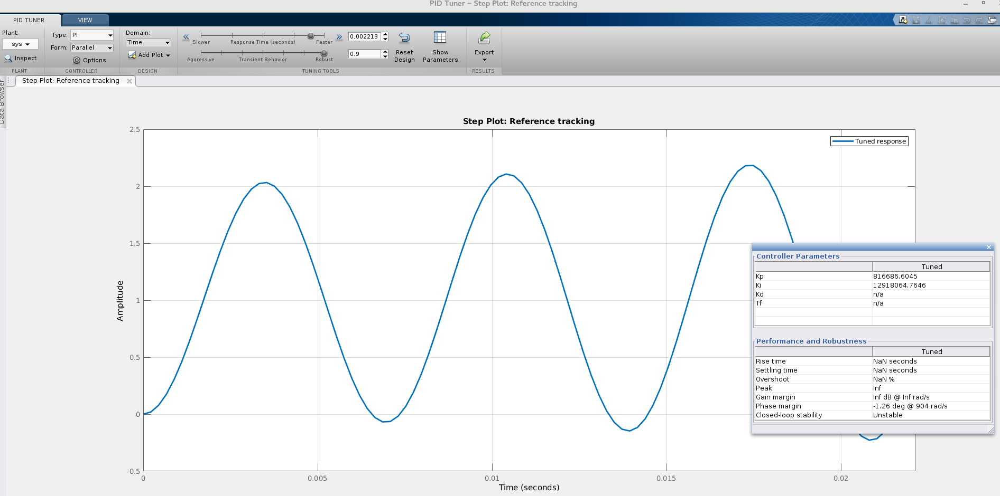 PID Tuner – Step Plot: Reference tracking
PID TUNER
VIEW
Plant:
sys
Inspect
PLANT
Type: PI
Form: Parallel
Options
CONTROLLER
Domain:
Time
Add Plot
DESIGN
Slower Response Time (seconds) Faster
0.002213
Aggressive Transient Behavior Robust
0.9
Reset
Design
Show
Parameters
TUNING TOOLS
Export
RESULTS
Data Browser
Step Plot: Reference tracking
Step Plot: Reference tracking
Tuned response
2.5
2
1.5
1
0.5
0
-0.5
Amplitude
0 0.005 0.01 0.015 0.02
Time (seconds)
Controller Parameters
Tuned
Kp 816686.6045
Ki 12918064.7646
Kd n/a
Tf n/a
Performance and Robustness
Tuned
Rise time NaN seconds
Settling time NaN seconds
Overshoot NaN %
Peak Inf
Gain margin Inf dB @ Inf rad/s
Phase margin -1.26 deg @ 904 rad/s
Closed-loop stability Unstable